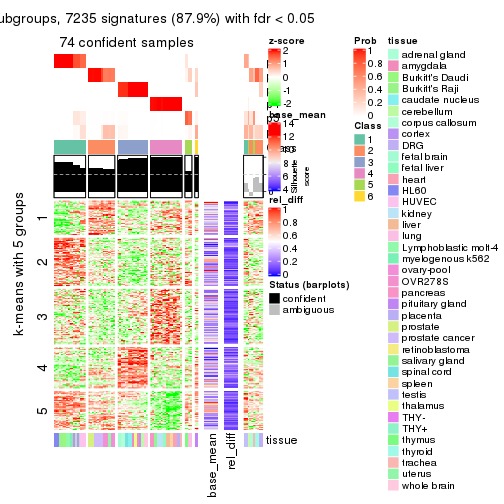 ubgroups, 7235 signatures (87.9%) with fdr < 0.05
74 confident samples
k-means with 5 groups
1
2
3
4
5
p4
Class
Silhouette
score
base_mean
rel_diff
tissue
z-score
2
1
0
-1
-2
base_mean
14
12
10
8
6
4
rel_diff
1
0.8
0.6
0.4
0.2
0
Status (barplots)
confident
ambiguous
Prob
1
0.8
0.6
0.4
0.2
0
Class
1
2
3
4
5
6
tissue
adrenal gland
amygdala
Burkitt's Daudi
Burkitt's Raji
caudate nucleus
cerebellum
corpus callosum
cortex
DRG
fetal brain
fetal liver
heart
HL60
HUVEC
kidney
liver
lung
Lymphoblastic molt-4
myelogenous k562
ovary-pool
OVR278S
pancreas
pituitary gland
placenta
prostate
prostate cancer
retinoblastoma
salivary gland
spinal cord
spleen
testis
thalamus
THY-
THY+
thymus
thyroid
trachea
uterus
whole brain